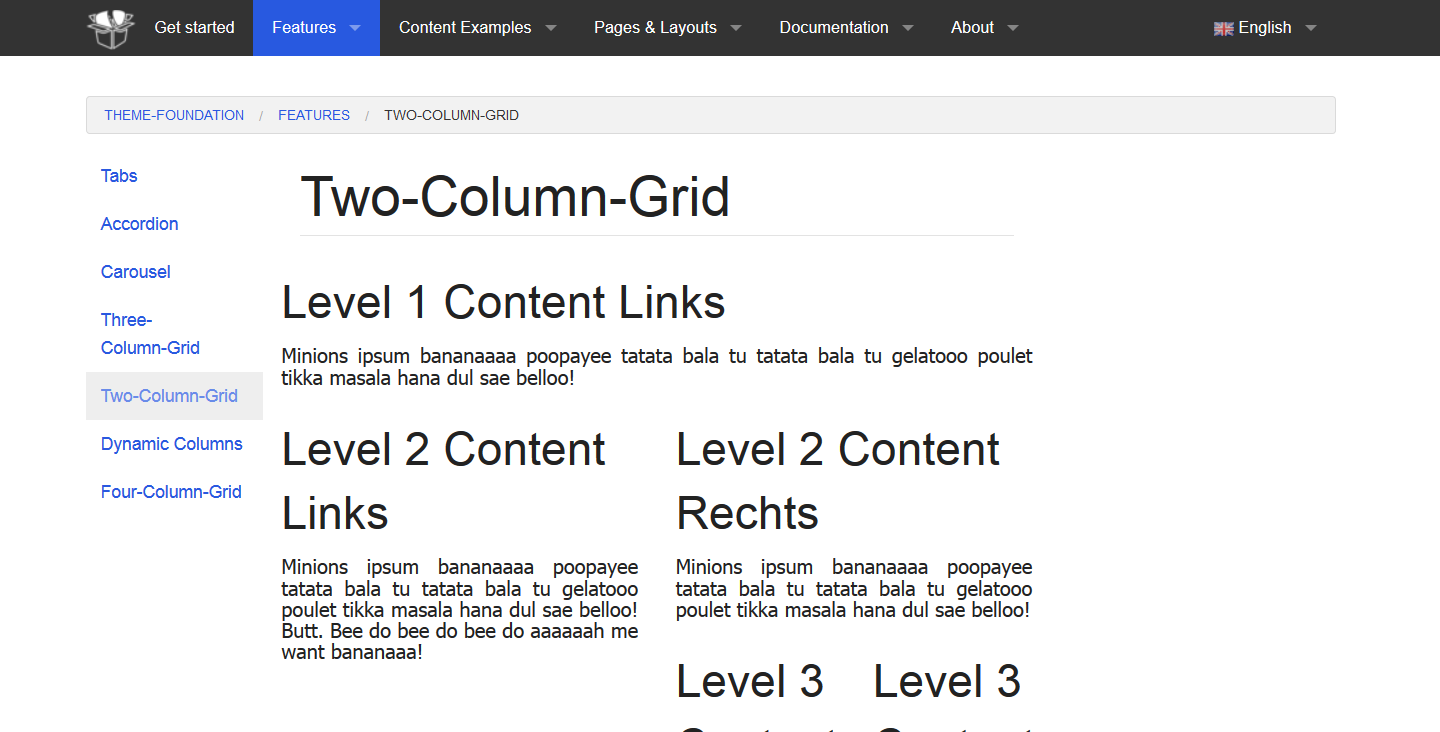 Get started
Features
Content Examples
Pages & Layouts
Documentation
About
English
THEME-FOUNDATION / FEATURES / TWO-COLUMN-GRID
Tabs
Accordion
Carousel
Three-
Column-Grid
Two-Column-Grid
Dynamic Columns
Four-Column-Grid
Two-Column-Grid
Level 1 Content Links
Minions ipsum bananaaaa poopayee tatata bala tu tatata bala tu gelatooo poulet
tikka masala hana dul sae belloo!
Level 2 Content
Links
Minions ipsum bananaaaa poopayee
tatata bala tu tatata bala tu gelatooo
poulet tikka masala hana dul sae belloo!
Butt. Bee do bee do bee do aaaaaah me
want bananaaa!
Level 2 Content
Rechts
Minions ipsum bananaaaa poopayee
tatata bala tu tatata bala tu gelatooo
poulet tikka masala hana dul sae belloo!
Level 3
Level 3